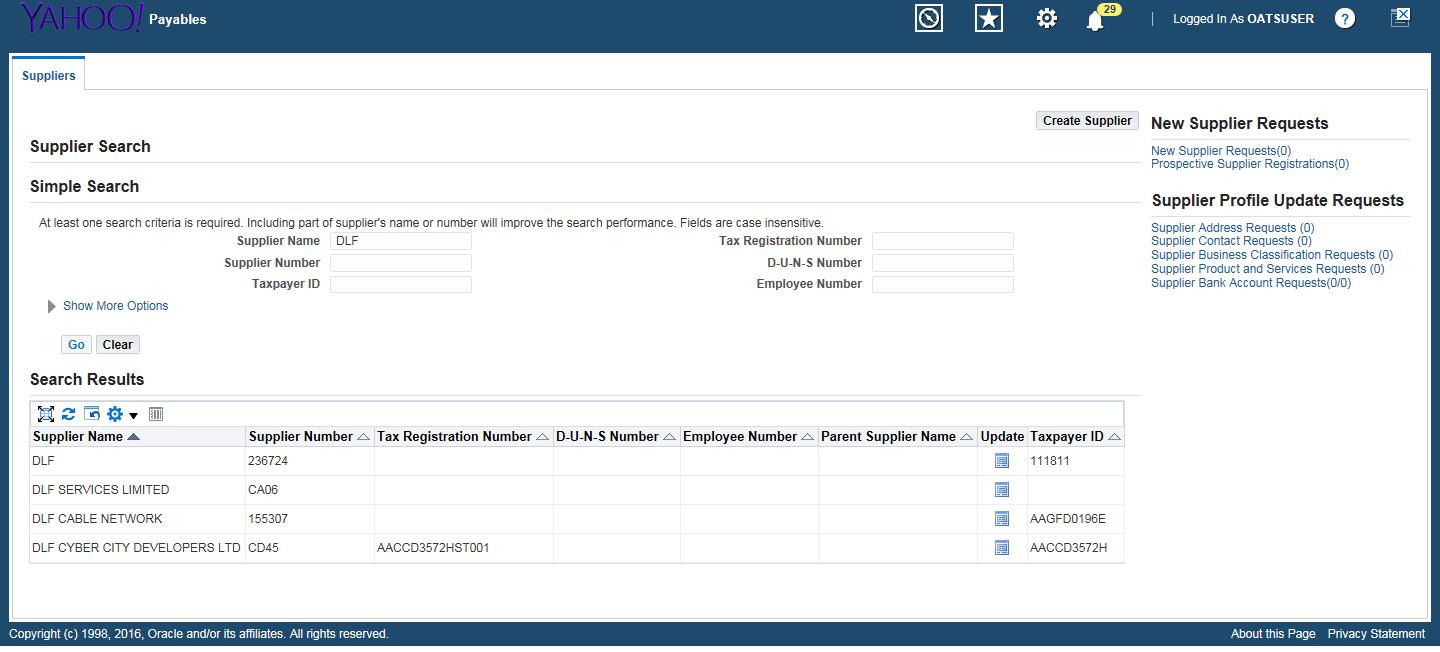 YAHOO! Payables 29 Logged In As OATSUSER ?
Suppliers
Create Supplier
Supplier Search
Simple Search
At least one search criteria is required. Including part of supplier's name or number will improve the search performance. Fields are case insensitive.
Supplier Name DLF Tax Registration Number
Supplier Number D-U-N-S Number
Taxpayer ID Employee Number
Show More Options
Go Clear
Search Results
Supplier Name Supplier Number Tax Registration Number D-U-N-S Number Employee Number Parent Supplier Name Update Taxpayer ID
DLF 236724 111811
DLF SERVICES LIMITED CA06
DLF CABLE NETWORK 155307 AAGFD0196E
DLF CYBER CITY DEVELOPERS LTD CD45 AACCD3572HST001 AACCD3572H
New Supplier Requests
New Supplier Requests(0)
Prospective Supplier Registrations(0)
Supplier Profile Update Requests
Supplier Address Requests (0)
Supplier Contact Requests (0)
Supplier Business Classification Requests (0)
Supplier Product and Services Requests (0)
Supplier Bank Account Requests(0/0)
Copyright (c) 1998, 2016, Oracle and/or its affiliates. All rights reserved. About this Page Privacy Statement